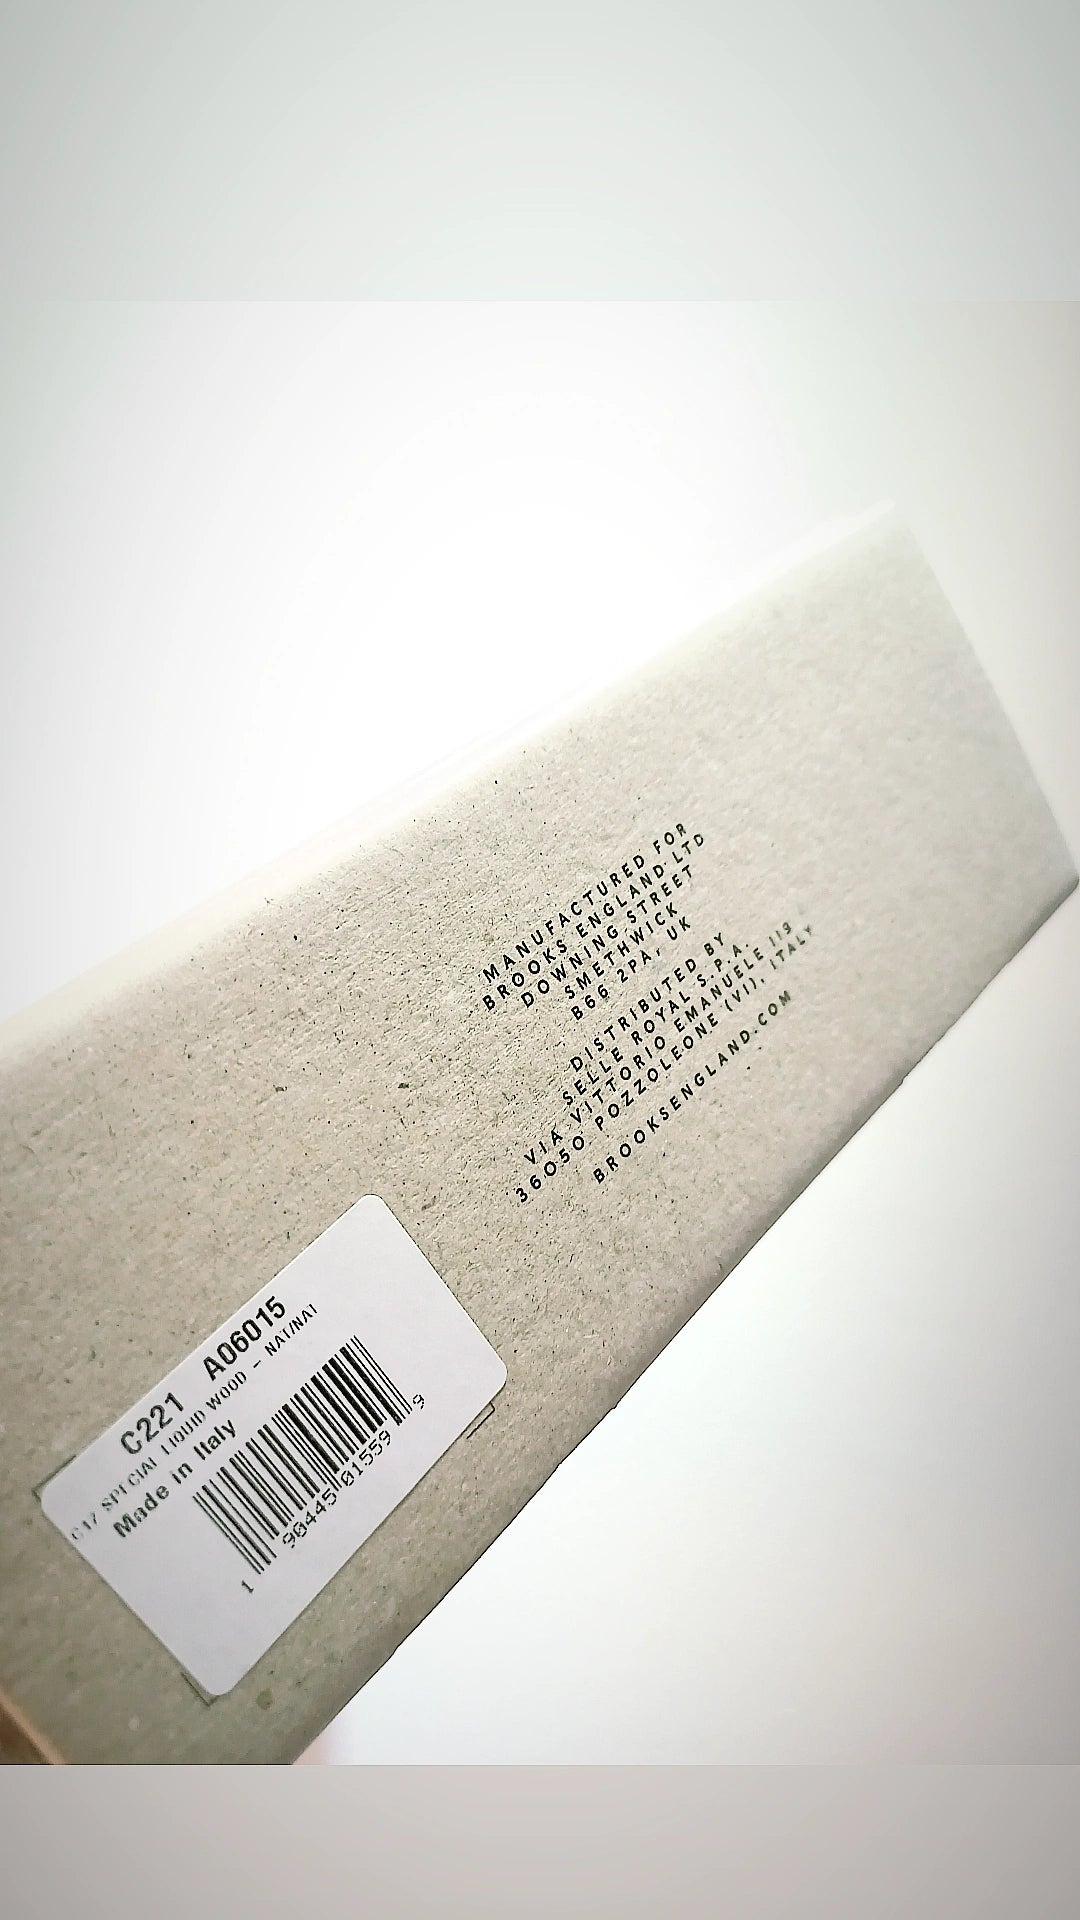 MANUFACTURED FOR
BROOKS ENGLAND LTD
DOWNING STREET
SMETHWICK
B66 2PA, UK
DISTRIBUTED BY
SELLE ROYAL S.P.A.
VIA VITTORIO EMANUELE 113
36050 POZZOLEONE (VI), ITALY
BROOKSENGLAND.COM
C221 A06015
C17 SPECIAL LIQUID WOOD - NAT/NAT
Made in Italy
1 90445 01559 9